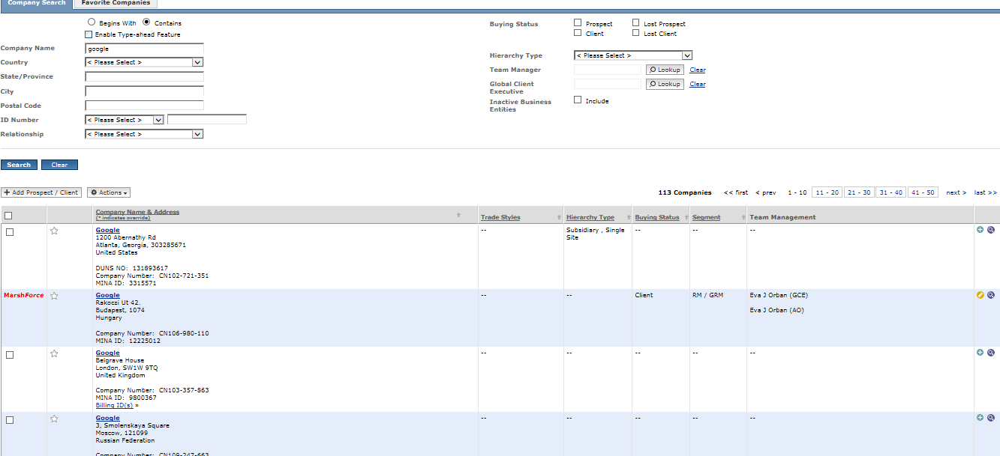 Company Search Favorite Companies
Begins With Contains
Enable Type-ahead Feature
Company Name google
Country < Please Select >
State/Province
City
Postal Code
ID Number < Please Select >
Relationship < Please Select >
Buying Status Prospect Lost Prospect
Client Lost Client
Hierarchy Type < Please Select >
Team Manager Lookup Clear
Global Client Lookup Clear
Executive
Inactive Business Include
Entities
Search Clear
Add Prospect / Client Actions 113 Companies << first < prev 1 - 10 11 - 20 21 - 30 31 - 40 41 - 50 next > last >>
Company Name & Address Trade Styles Hierarchy Type Buying Status Segment Team Management
(* indicates override)
Google -- Subsidiary , Single -- -- --
1200 Abernathy Rd Site
Atlanta, Georgia, 303285671
United States
DUNS NO: 131893617
Company Number: CN102-721-351
MINA ID: 3315571
MarshForce Google -- -- Client RM / GRM Eva J Orban (GCE)
Rakoczi Ut 42.
Budapest, 1074 Eva J Orban (AO)
Hungary
Company Number: CN106-980-110
MINA ID: 12225012
Google -- -- -- -- --
Belgrave House
London, SW1W 9TQ
United Kingdom
Company Number: CN103-357-863
MINA ID: 9800367
Billing ID(s) »
Google -- -- -- -- --
3, Smolenskaya Square
Moscow, 121099
Russian Federation
Company Number: CN109-247-663